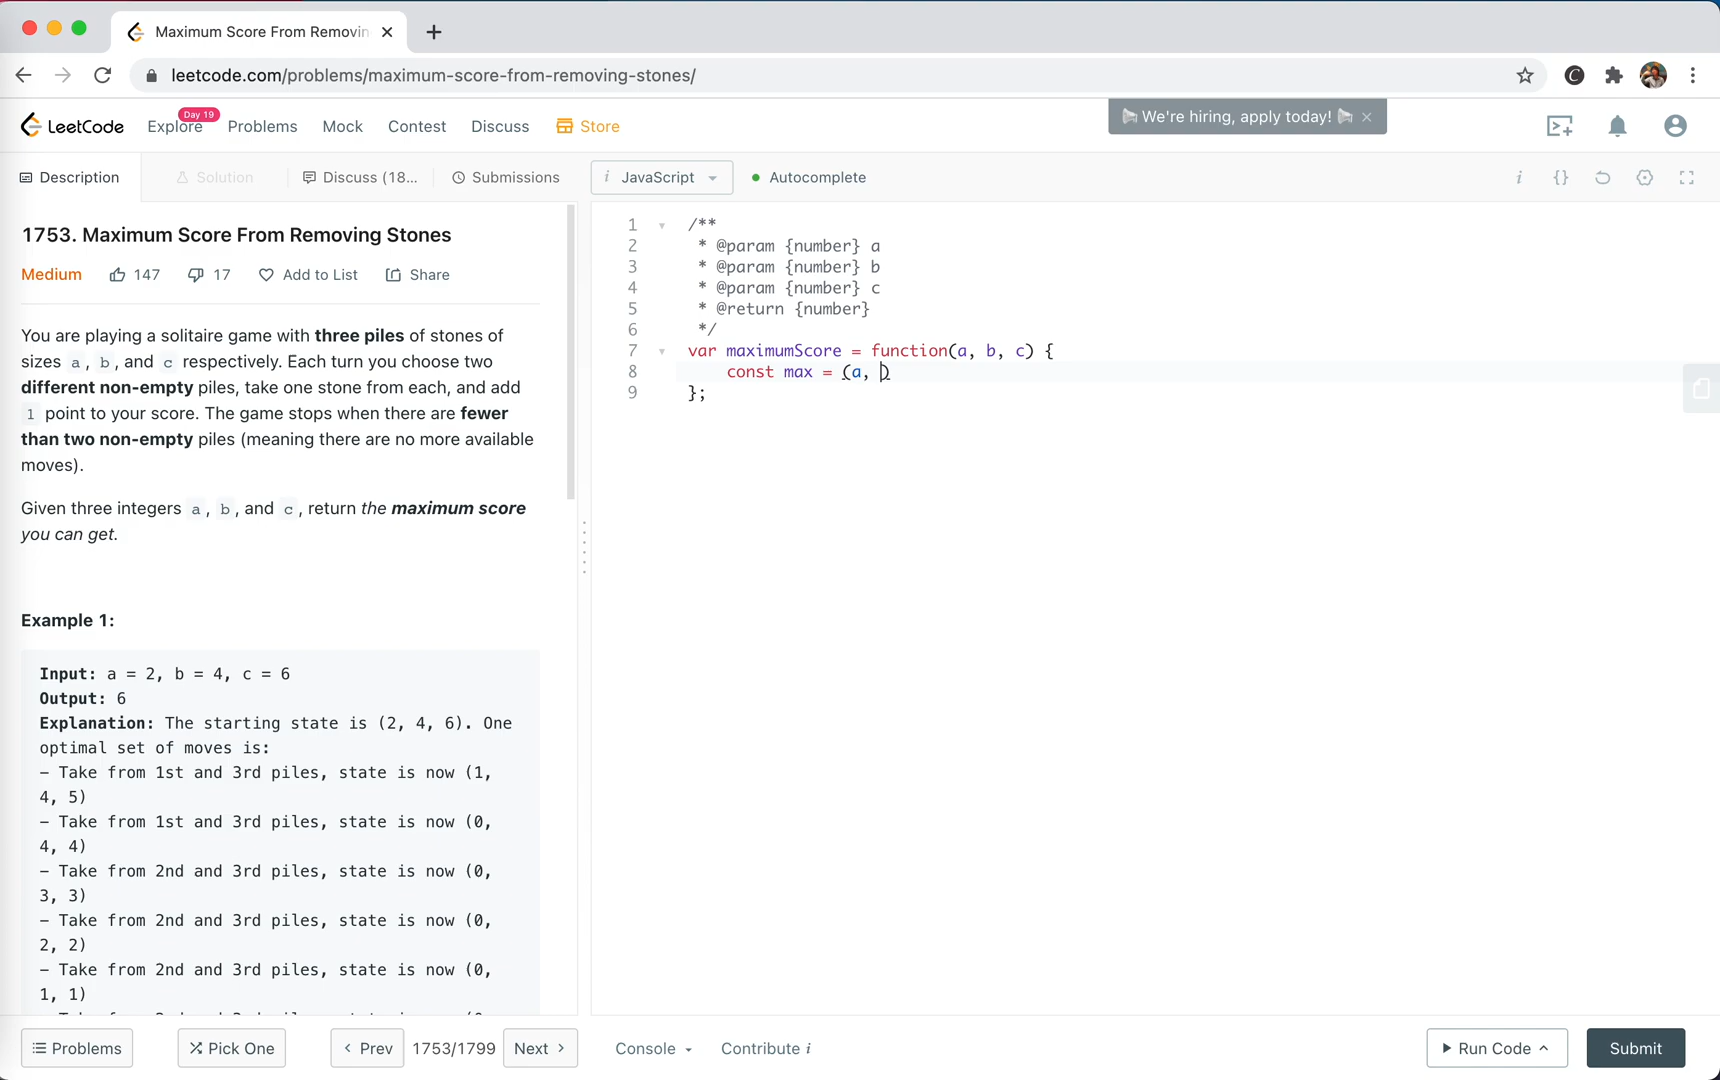 Maximum Score From Removin
leetcode.com/problems/maximum-score-from-removing-stones/
LeetCode
Explore
Day 19
Problems
Mock
Contest
Discuss
Store
We're hiring, apply today!
Description
Solution
Discuss (18...
Submissions
i JavaScript
Autocomplete
i {}
1753. Maximum Score From Removing Stones
Medium
147
17
Add to List
Share
You are playing a solitaire game with three piles of stones of
sizes a, b, and c respectively. Each turn you choose two
different non-empty piles, take one stone from each, and add
1 point to your score. The game stops when there are fewer
than two non-empty piles (meaning there are no more available
moves).
Given three integers a, b, and c, return the maximum score
you can get.
Example 1:
Input: a = 2, b = 4, c = 6
Output: 6
Explanation: The starting state is (2, 4, 6). One
optimal set of moves is:
- Take from 1st and 3rd piles, state is now (1,
4, 5)
- Take from 1st and 3rd piles, state is now (0,
4, 4)
- Take from 2nd and 3rd piles, state is now (0,
3, 3)
- Take from 2nd and 3rd piles, state is now (0,
2, 2)
- Take from 2nd and 3rd piles, state is now (0,
1, 1)
1 /**
2 * @param {number} a
3 * @param {number} b
4 * @param {number} c
5 * @return {number}
6 */
7 var maximumScore = function(a, b, c) {
8 const max = (a, )
9 };
Problems
Pick One
< Prev
1753/1799
Next >
Console
Contribute i
Run Code
Submit